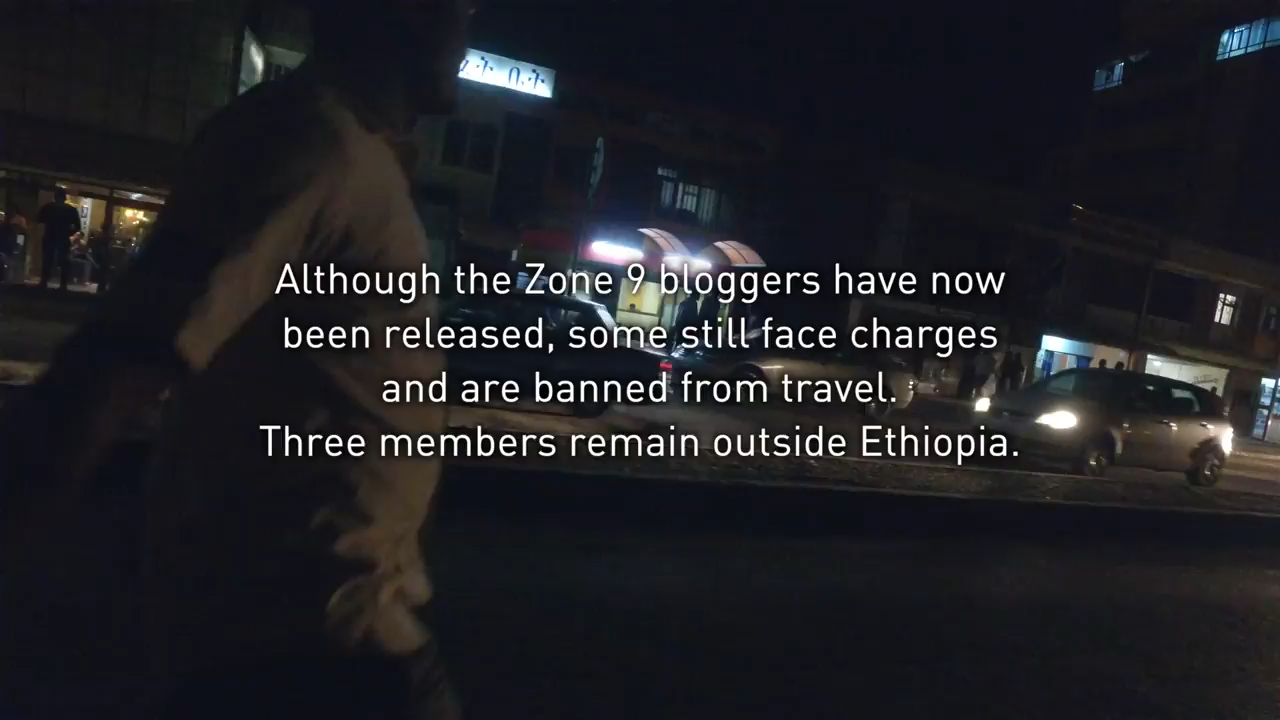 Although the Zone 9 bloggers have now
been released, some still face charges
and are banned from travel.
Three members remain outside Ethiopia.